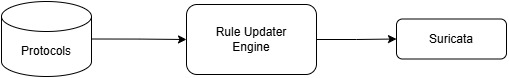 Protocols
Rule Updater
Engine
Suricata